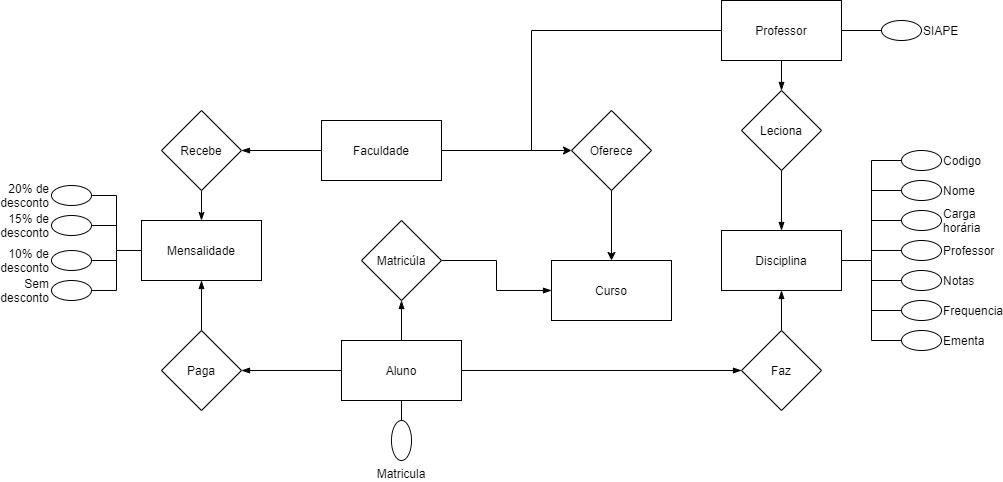 Professor
SIAPE
Leciona
Recebe
Faculdade
Oferece
20% de
desconto
15% de
desconto
10% de
desconto
Sem
desconto
Mensalidade
Matricúla
Curso
Disciplina
Codigo
Nome
Carga
horária
Professor
Notas
Frequencia
Ementa
Paga
Aluno
Faz
Matricula